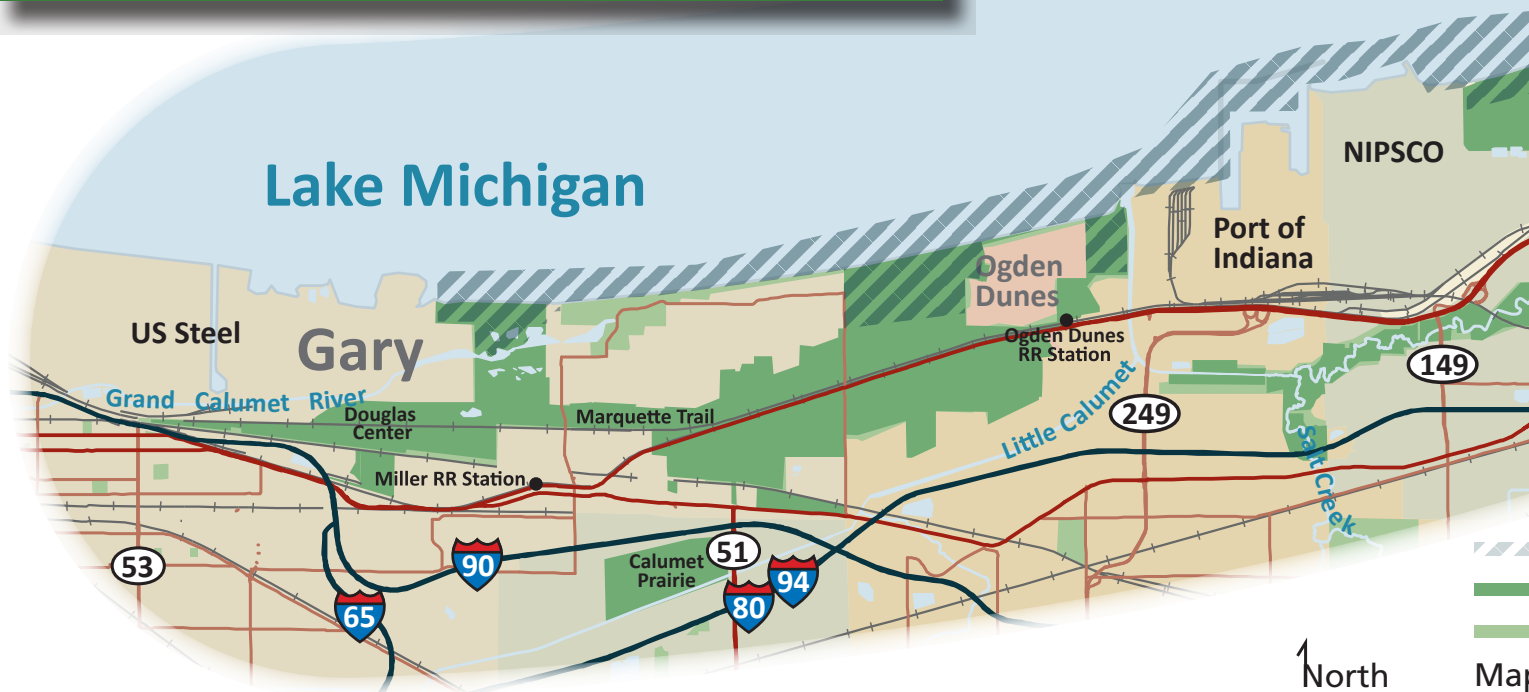 Lake Michigan
NIPSCO
Port of
Indiana
Ogden
Dunes
US Steel
Gary
Ogden Dunes
RR Station
149
Grand Calumet River
Douglas
Center
Marquette Trail
Little Calumet
249
Salt Creek
Miller RR Station
53
90
Calumet
Prairie
51
94
80
65
North